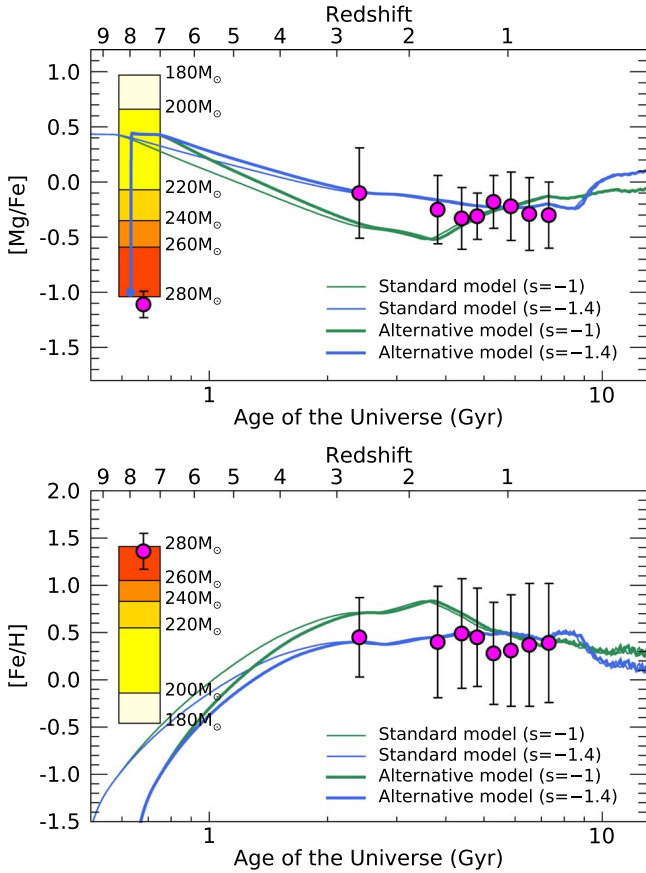 Redshift
9 8 7 6 5 4 3 2 1
1.0
0.5
0.0
-0.5
-1.0
-1.5
[Mg/Fe]
180M⊙
200M⊙
220M⊙
240M⊙
260M⊙
280M⊙
Standard model (s=−1)
Standard model (s=−1.4)
Alternative model (s=−1)
Alternative model (s=−1.4)
1 10
Age of the Universe (Gyr)
Redshift
9 8 7 6 5 4 3 2 1
2.0
1.5
1.0
0.5
0.0
-0.5
-1.0
-1.5
[Fe/H]
280M⊙
260M⊙
240M⊙
220M⊙
200M⊙
180M⊙
Standard model (s=−1)
Standard model (s=−1.4)
Alternative model (s=−1)
Alternative model (s=−1.4)
1 10
Age of the Universe (Gyr)